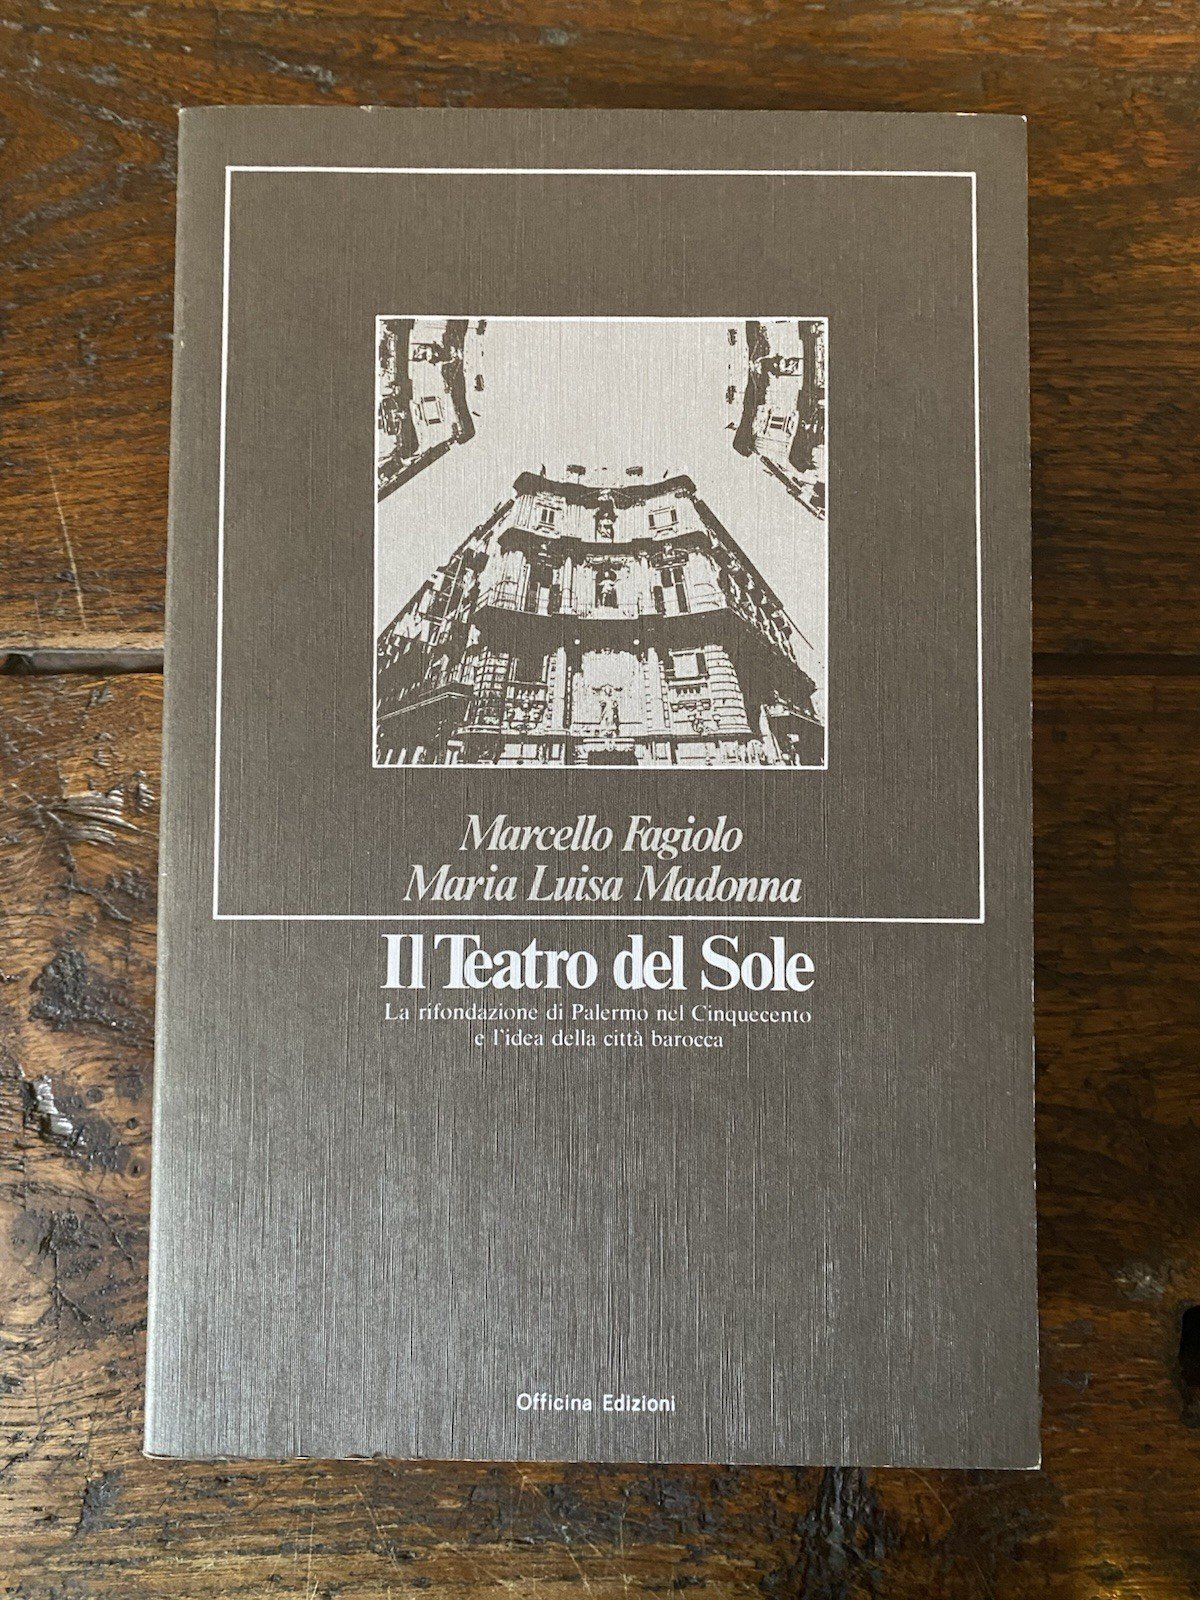 Marcello Fagiolo
Maria Luisa Madonna
Il Teatro del Sole
La rifondazione di Palermo nel Cinquecento
e l'idea della città barocca
Officina Edizioni